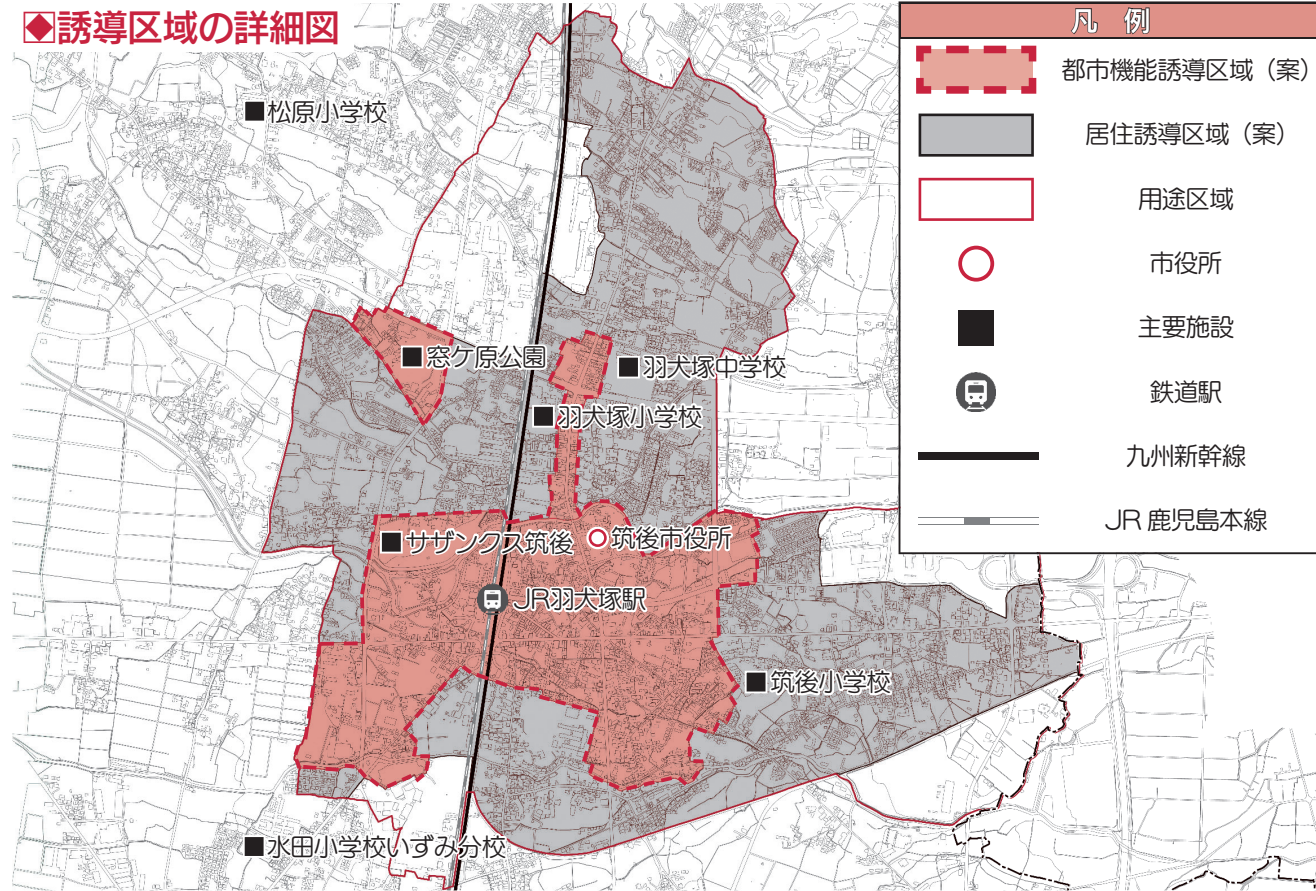 ◆誘導区域の詳細図
凡 例
都市機能誘導区域（案）
居住誘導区域（案）
用途区域
市役所
主要施設
鉄道駅
九州新幹線
JR 鹿児島本線
■松原小学校
■窓ケ原公園
■羽犬塚中学校
■羽犬塚小学校
■サザンクス筑後
筑後市役所
JR羽犬塚駅
■筑後小学校
■水田小学校いずみ分校